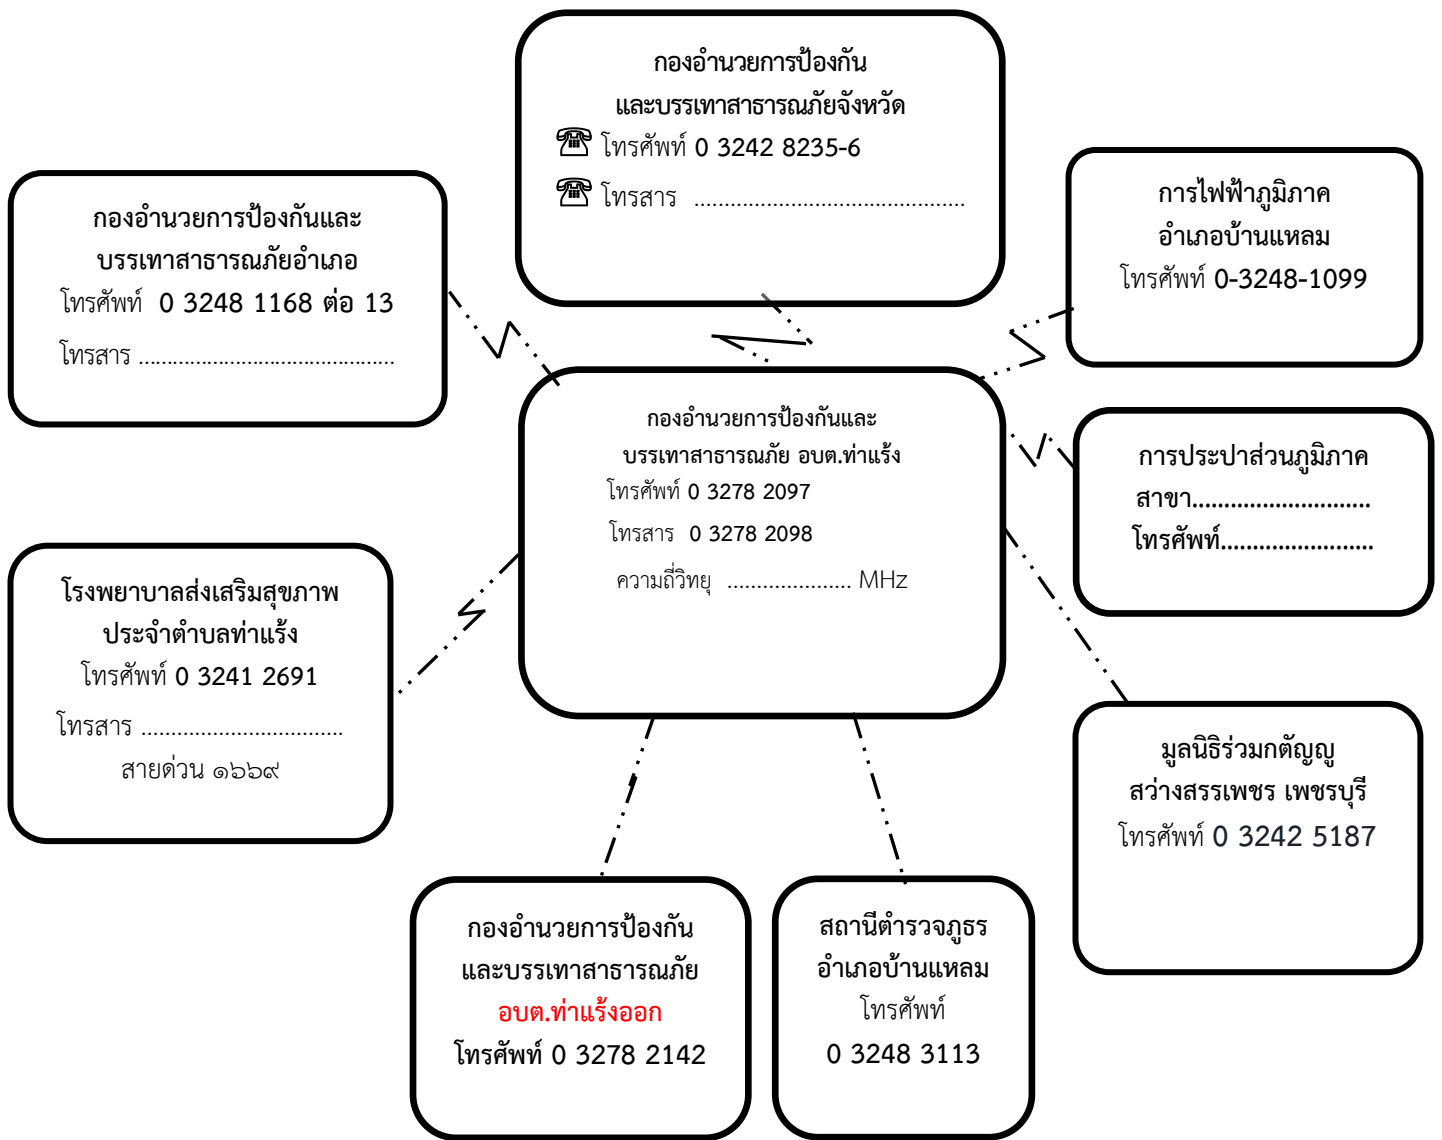 กองอำนวยการป้องกัน
และบรรเทาสาธารณภัยจังหวัด
☎ โทรศัพท์ 0 3242 8235-6
☎ โทรสาร .............................................
กองอำนวยการป้องกันและ
บรรเทาสาธารณภัยอำเภอ
โทรศัพท์ 0 3248 1168 ต่อ 13
โทรสาร .............................................
การไฟฟ้าภูมิภาค
อำเภอบ้านแหลม
โทรศัพท์ 0-3248-1099
กองอำนวยการป้องกันและ
บรรเทาสาธารณภัย อบต.ท่าแร้ง
โทรศัพท์ 0 3278 2097
โทรสาร 0 3278 2098
ความถี่วิทยุ ..................... MHz
การประปาส่วนภูมิภาค
สาขา............................
โทรศัพท์........................
โรงพยาบาลส่งเสริมสุขภาพ
ประจำตำบลท่าแร้ง
โทรศัพท์ 0 3241 2691
โทรสาร ..................................
สายด่วน ๑๖๖๙
มูลนิธิร่วมกตัญญู
สว่างสรรเพชร เพชรบุรี
โทรศัพท์ 0 3242 5187
กองอำนวยการป้องกัน
และบรรเทาสาธารณภัย
อบต.ท่าแร้งออก
โทรศัพท์ 0 3278 2142
สถานีตำรวจภูธร
อำเภอบ้านแหลม
โทรศัพท์
0 3248 3113